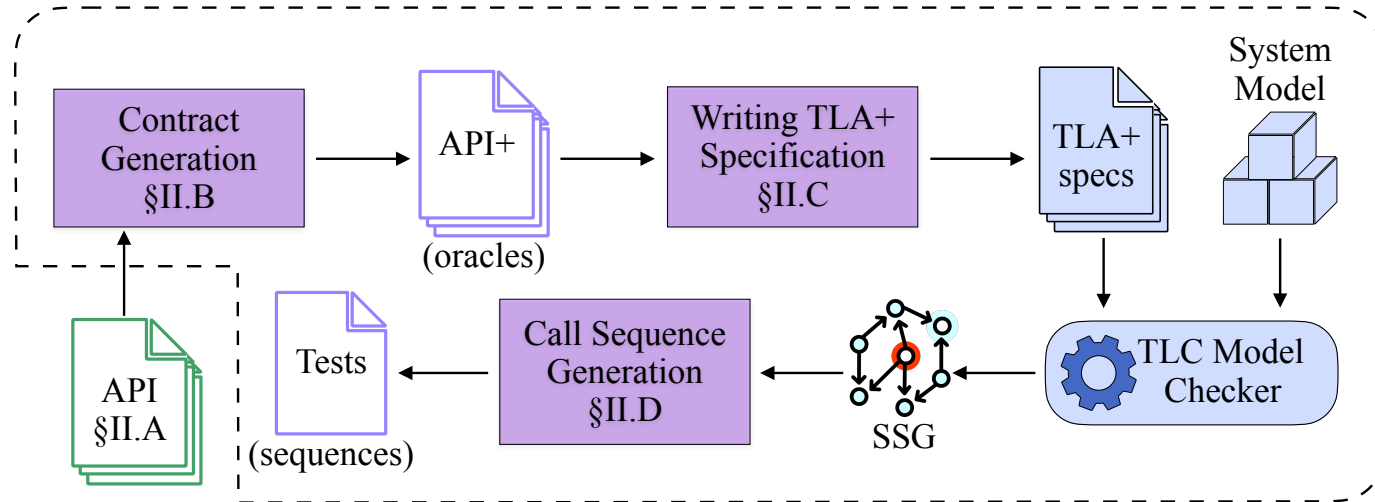 Contract
Generation
§II.B
API+
(oracles)
Writing TLA+
Specification
§II.C
TLA+
specs
System
Model
API
§II.A
Tests
(sequences)
Call Sequence
Generation
§II.D
SSG
TLC Model
Checker